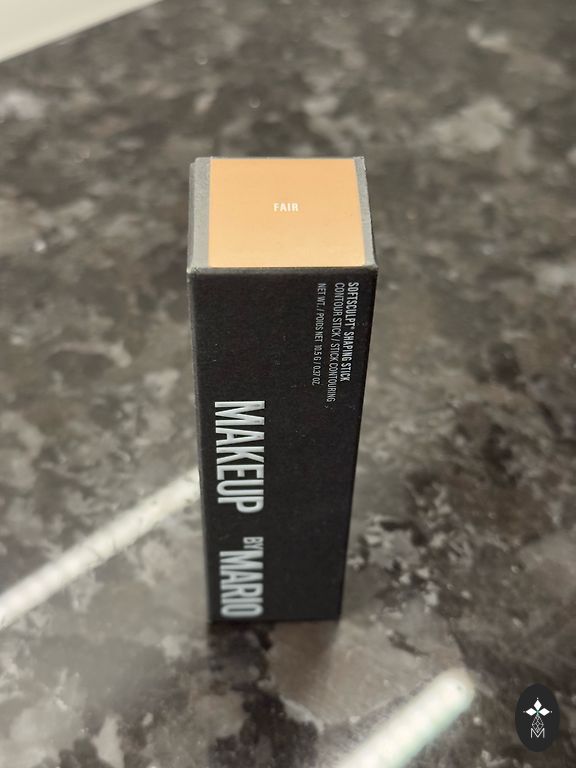 FAIR
SOFTSCULPT® SHAPING STICK
CONTOUR STICK / STICK CONTOURING
NET WT. / POIDS NET 10.5 G / 0.37 OZ.
MAKEUP BY MARIO
M